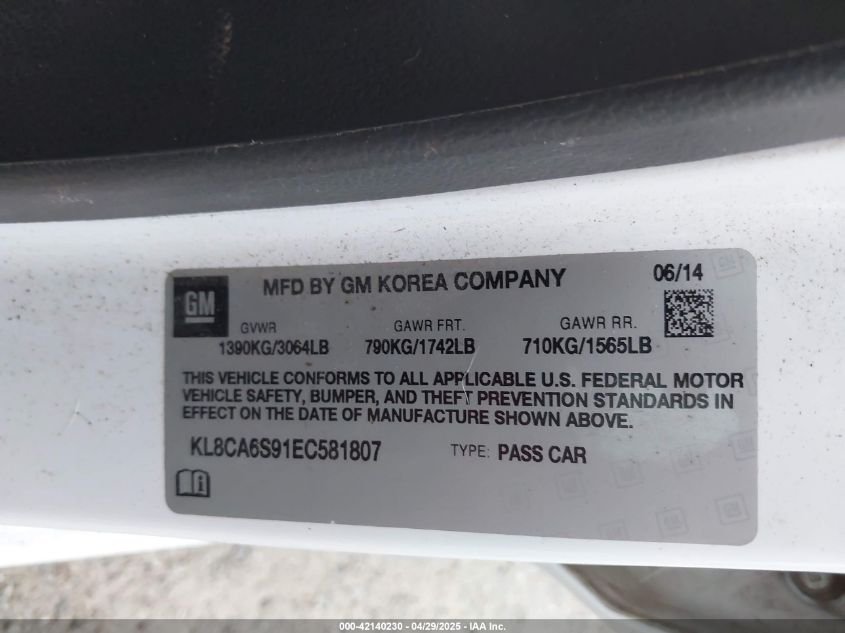 GM
MFD BY GM KOREA COMPANY
06/14
GVWR GAWR FRT. GAWR RR.
1390KG/3064LB 790KG/1742LB 710KG/1565LB
THIS VEHICLE CONFORMS TO ALL APPLICABLE U.S. FEDERAL MOTOR
VEHICLE SAFETY, BUMPER, AND THEFT PREVENTION STANDARDS IN
EFFECT ON THE DATE OF MANUFACTURE SHOWN ABOVE.
KL8CA6S91EC581807 TYPE: PASS CAR
000-42140230 - 04/29/2025 - IAA Inc.